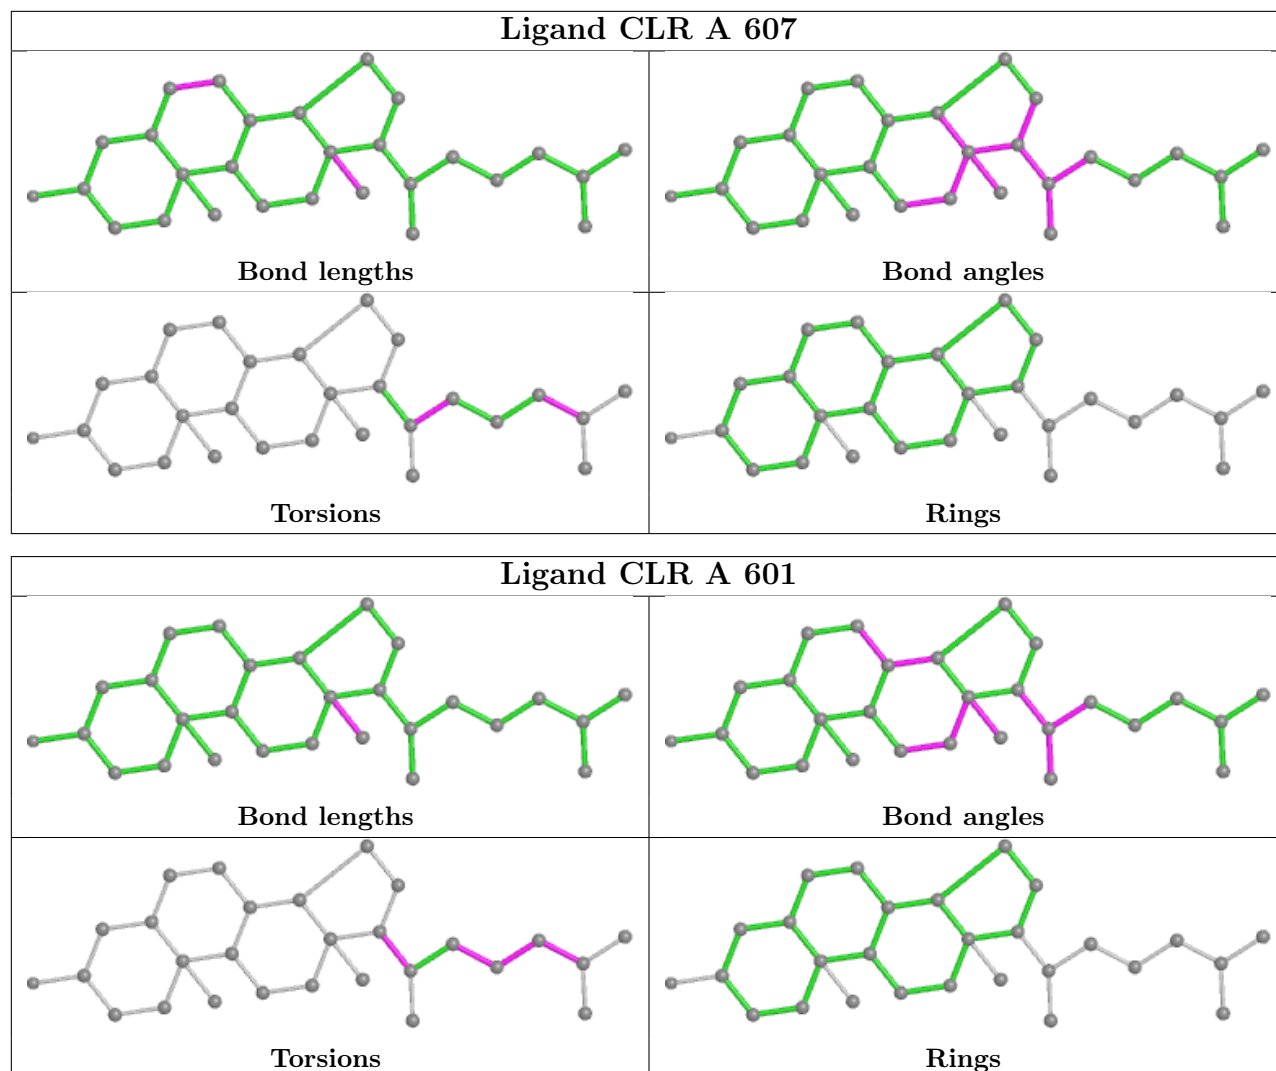 Ligand CLR A 607
Bond lengths
Bond angles
Torsions
Rings
Ligand CLR A 601
Bond lengths
Bond angles
Torsions
Rings